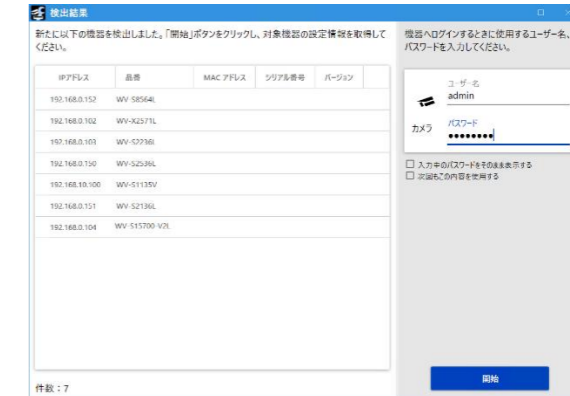 検出結果
新たに以下の機器を検出しました。「開始」ボタンをクリックし、対象機器の設定情報を取得して
ください。
IPアドレス 品番 MAC アドレス シリアル番号 バージョン
192.168.0.152 WV-S8564L
192.168.0.102 WV-X2571L
192.168.0.103 WV-S2236L
192.168.0.150 WV-S2536L
192.168.10.100 WV-S1135V
192.168.0.151 WV-S2136L
192.168.0.104 WV-S15700-V2L
件数：7
機器へログインするときに使用するユーザー名、
パスワードを入力してください。
カメラ
ユーザー名
admin
パスワード
●●●●●●●●
入力中のパスワードをそのまま表示する
次回もこの内容を使用する
開始